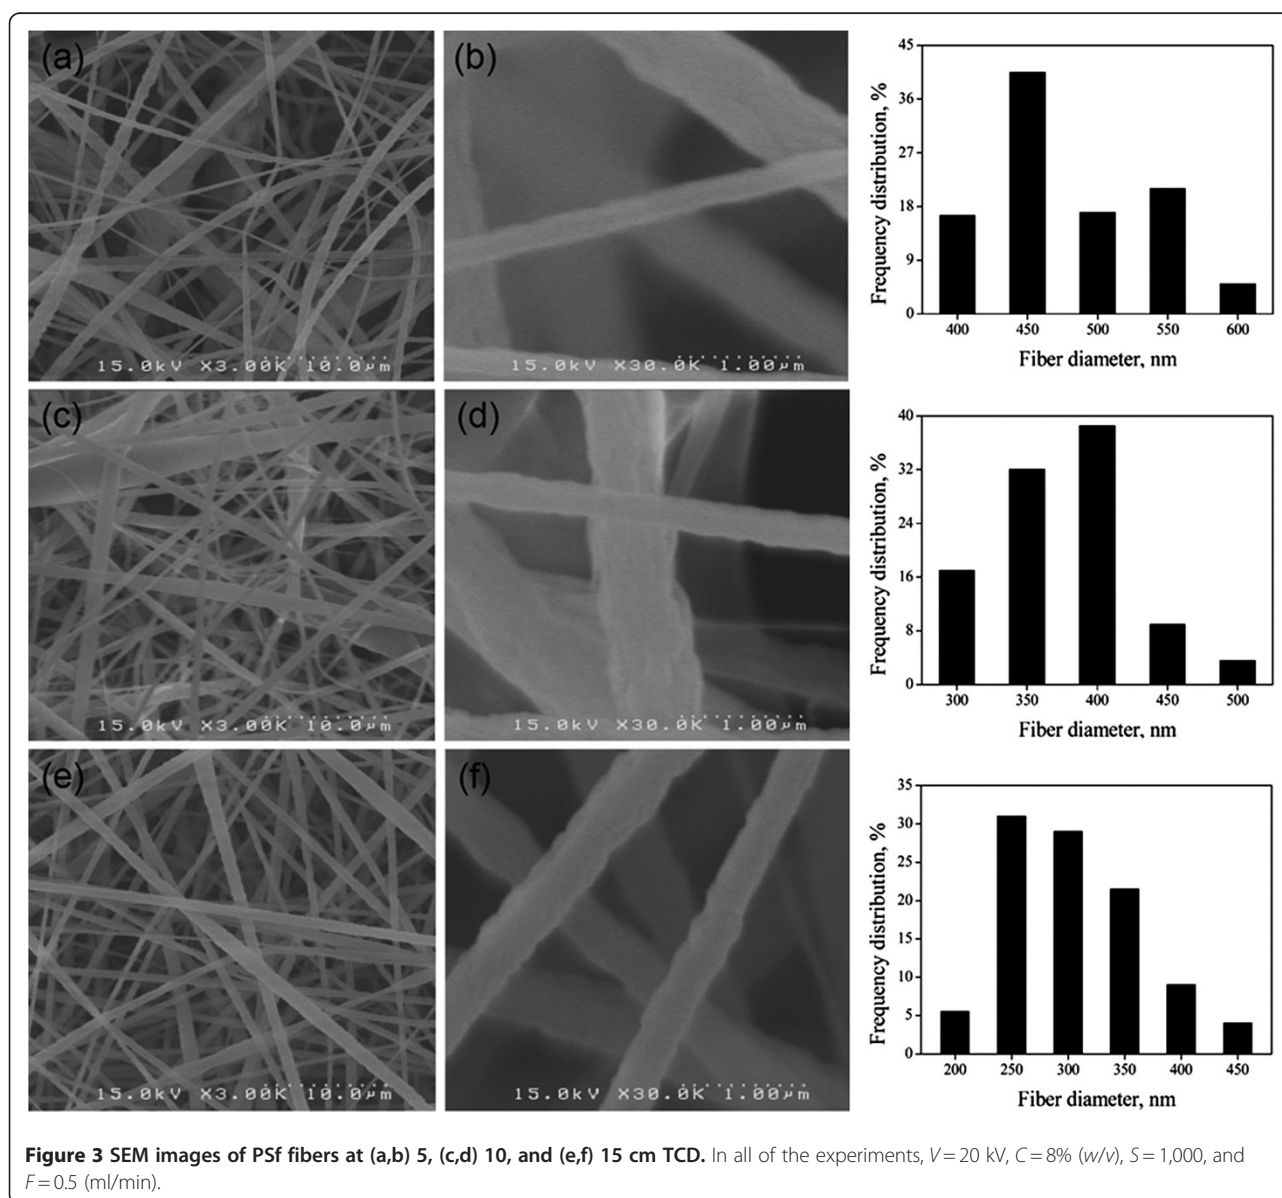 (a)
15.0kV X3.00K 10.0µm
(b)
15.0kV X30.0K 1.00µm
45
36
27
18
9
0
Frequency distribution, %
400 450 500 550 600
Fiber diameter, nm
(c)
15.0kV X3.00K 10.0µm
(d)
15.0kV X30.0K 1.00µm
40
32
24
16
8
0
Frequency distribution, %
300 350 400 450 500
Fiber diameter, nm
(e)
15.0kV X3.00K 10.0µm
(f)
15.0kV X30.0K 1.00µm
35
30
25
20
15
10
5
0
Frequency distribution, %
200 250 300 350 400 450
Fiber diameter, nm
Figure 3 SEM images of PSf fibers at (a,b) 5, (c,d) 10, and (e,f) 15 cm TCD. In all of the experiments, V = 20 kV, C = 8% (w/v), S = 1,000, and
F = 0.5 (ml/min).